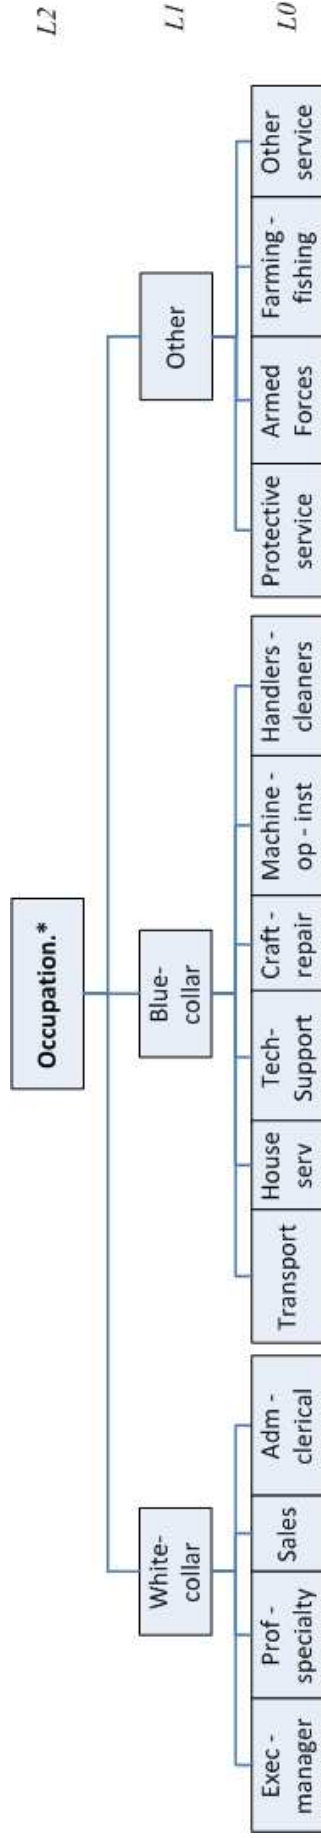 Occupation.*
L2
White-
collar
Blue-
collar
Other
L1
Exec -
manager
Prof -
specialty
Sales
Adm -
clerical
Transport
House
serv
Tech-
Support
Craft -
repair
Machine -
op - inst
Handlers -
cleaners
Protective
service
Armed
Forces
Farming -
fishing
Other
service
L0